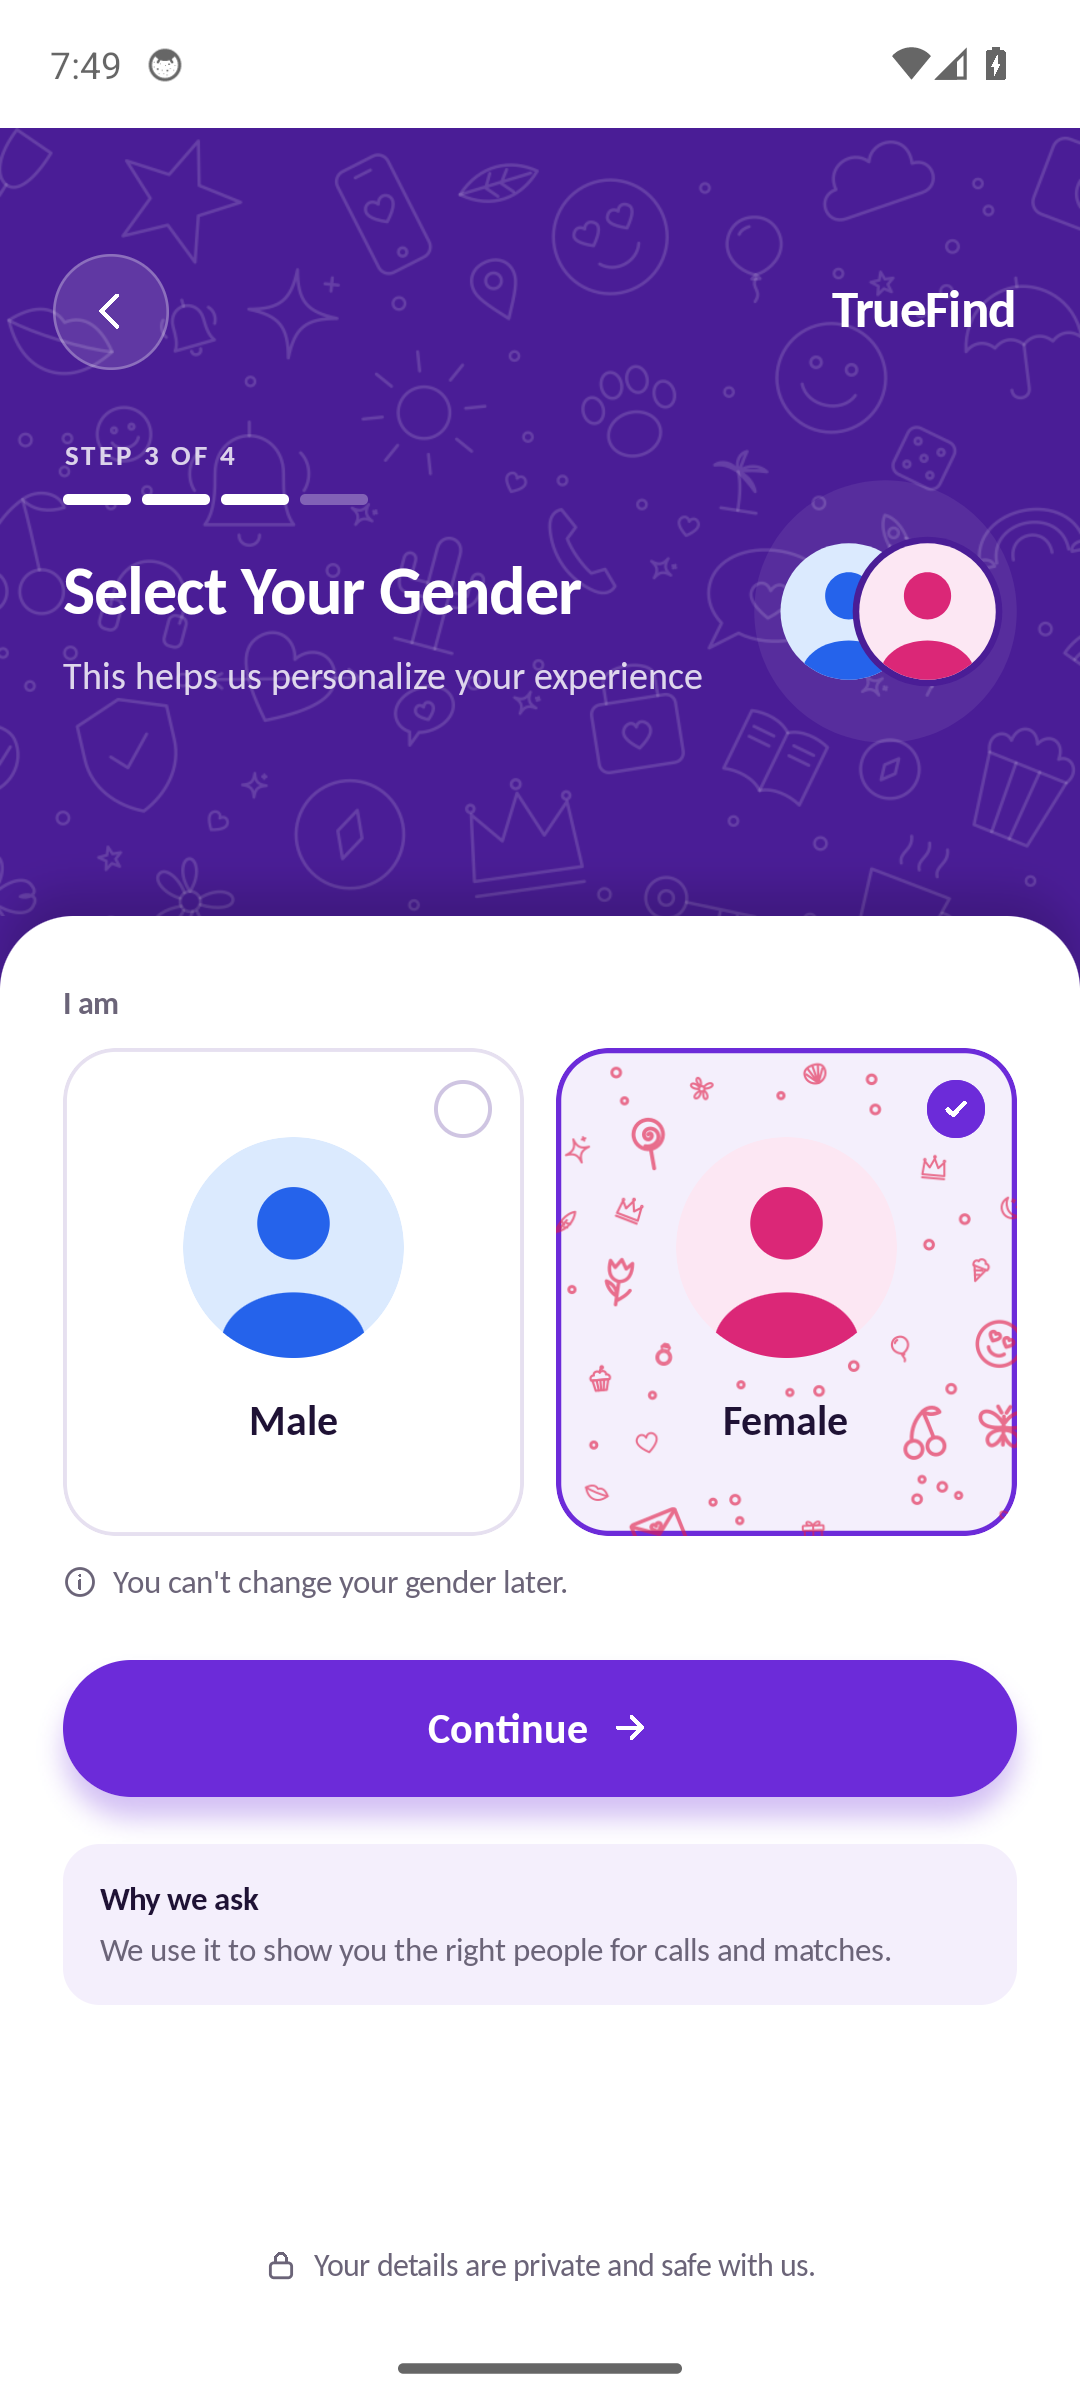 7:49
TrueFind
STEP 3 OF 4
Select Your Gender
This helps us personalize your experience
I am
Male
Female
You can't change your gender later.
Continue
Why we ask
We use it to show you the right people for calls and matches.
Your details are private and safe with us.